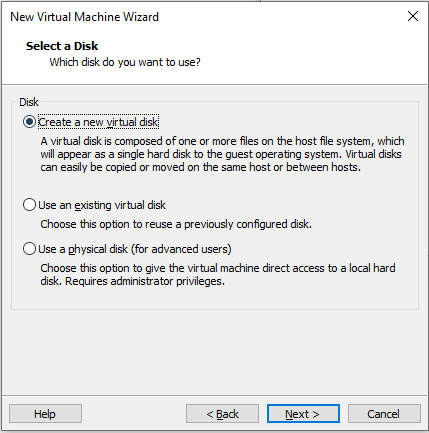 New Virtual Machine Wizard
Select a Disk
Which disk do you want to use?
Disk
Create a new virtual disk
A virtual disk is composed of one or more files on the host file system, which
will appear as a single hard disk to the guest operating system. Virtual disks
can easily be copied or moved on the same host or between hosts.
Use an existing virtual disk
Choose this option to reuse a previously configured disk.
Use a physical disk (for advanced users)
Choose this option to give the virtual machine direct access to a local hard
disk. Requires administrator privileges.
Help
< Back
Next >
Cancel